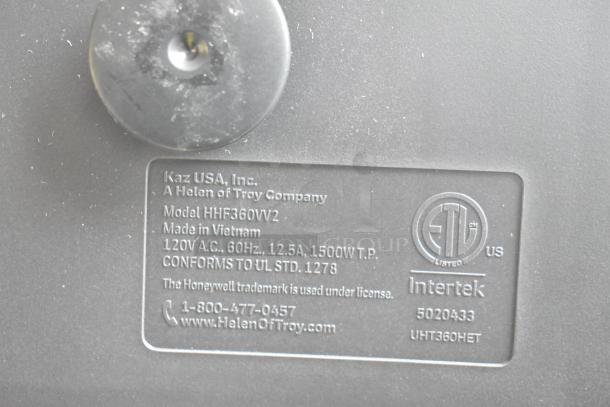 Kaz USA, Inc.
A Helen of Troy Company
Model HHF360VV2
Made in Vietnam
120V A.C., 60Hz., 12.5A, 1500W T.P.
CONFORMS TO UL STD. 1278
The Honeywell trademark is used under license.
1-800-477-0457
www.HelenOfTroy.com
ETL
LISTED
US
Intertek
5020433
UHT360HET
GROUP